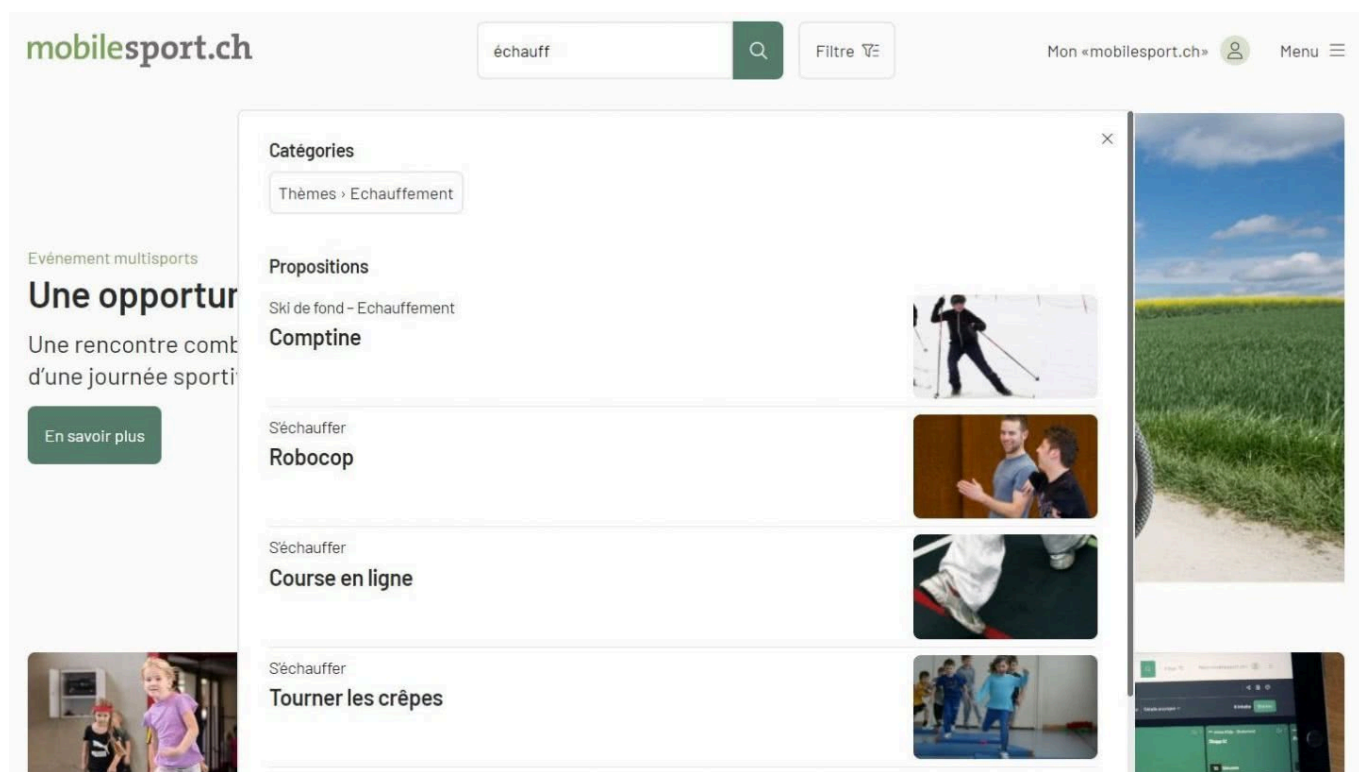 mobilesport.ch
échauff
Filtre
Mon «mobilesport.ch»
Menu
Catégories
Thèmes › Echauffement
Propositions
Ski de fond – Echauffement
Comptine
S'échauffer
Robocop
S'échauffer
Course en ligne
S'échauffer
Tourner les crêpes
Evénement multisports
Une opportun
Une rencontre comb
d'une journée sporti
En savoir plus